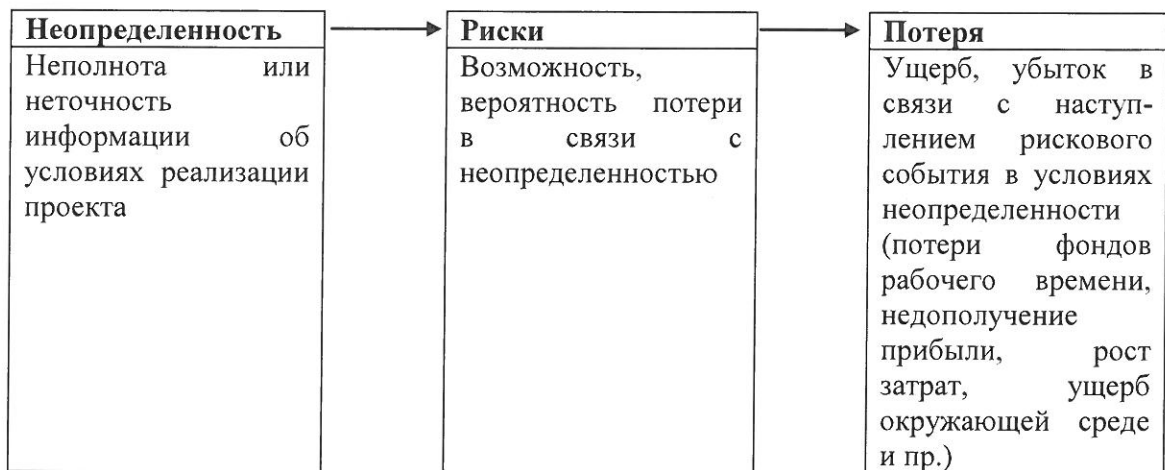 Неопределенность
Неполнота или
неточность
информации об
условиях реализации
проекта
Риски
Возможность,
вероятность потери
в связи с
неопределенностью
Потеря
Ущерб, убыток в
связи с наступ-
лением рискового
события в условиях
неопределенности
(потери фондов
рабочего времени,
недополучение
прибыли, рост
затрат, ущерб
окружающей среде
и пр.)